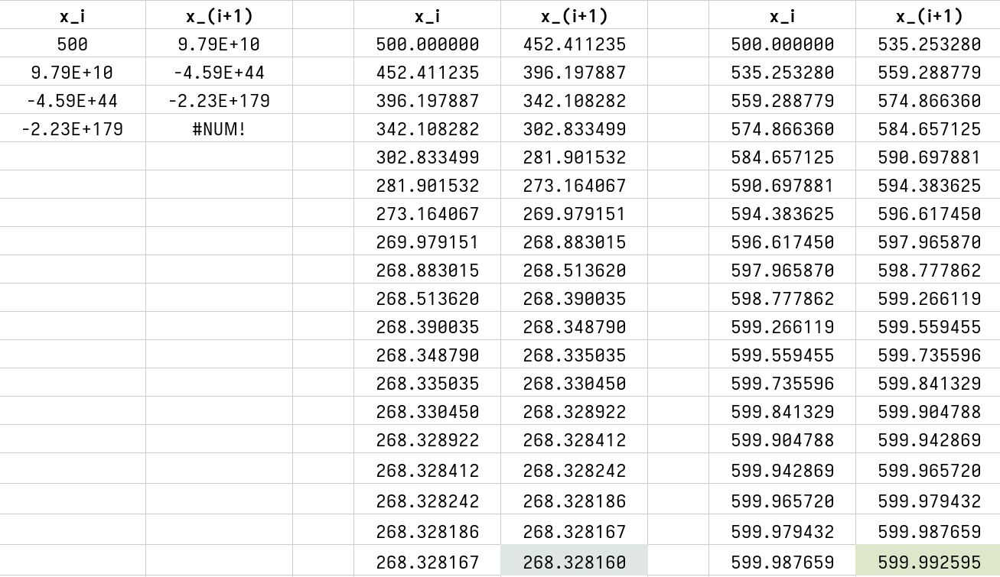 x_i x_(i+1) x_i x_(i+1) x_i x_(i+1)
500 9.79E+10 500.000000 452.411235 500.000000 535.253280
9.79E+10 -4.59E+44 452.411235 396.197887 535.253280 559.288779
-4.59E+44 -2.23E+179 396.197887 342.108282 559.288779 574.866360
-2.23E+179 #NUM! 342.108282 302.833499 574.866360 584.657125
302.833499 281.901532 584.657125 590.697881
281.901532 273.164067 590.697881 594.383625
273.164067 269.979151 594.383625 596.617450
269.979151 268.883015 596.617450 597.965870
268.883015 268.513620 597.965870 598.777862
268.513620 268.390035 598.777862 599.266119
268.390035 268.348790 599.266119 599.559455
268.348790 268.335035 599.559455 599.735596
268.335035 268.330450 599.735596 599.841329
268.330450 268.328922 599.841329 599.904788
268.328922 268.328412 599.904788 599.942869
268.328412 268.328242 599.942869 599.965720
268.328242 268.328186 599.965720 599.979432
268.328186 268.328167 599.979432 599.987659
268.328167 268.328160 599.987659 599.992595